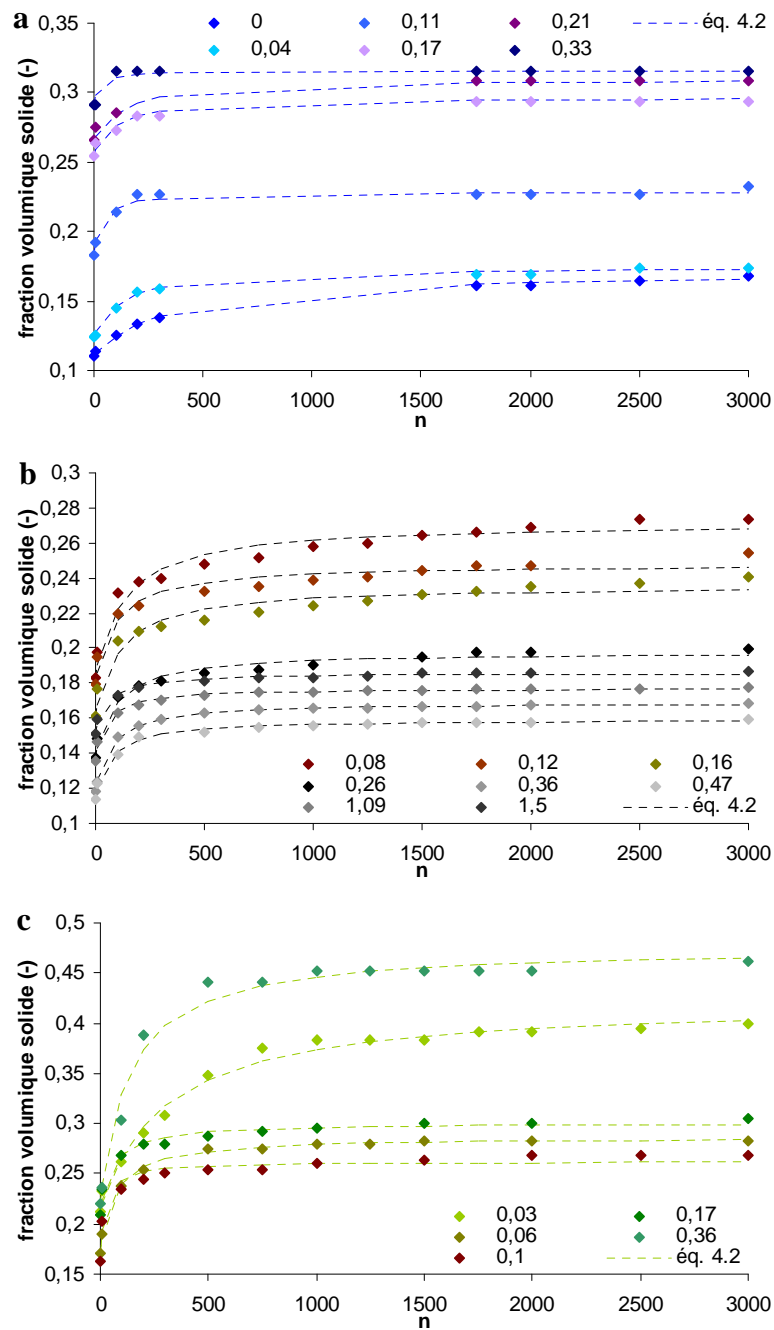 a
0 0,11 0,21 éq. 4.2
0,04 0,17 0,33
0,35
0,3
0,25
0,2
0,15
0,1
fraction volumique solide (-)
0 500 1000 1500 2000 2500 3000
n
b
0,3
0,28
0,26
0,24
0,22
0,2
0,18
0,16
0,14
0,12
0,1
fraction volumique solide (-)
0,08 0,12 0,16
0,26 0,36 0,47
1,09 1,5 éq. 4.2
0 500 1000 1500 2000 2500 3000
n
c
0,5
0,45
0,4
0,35
0,3
0,25
0,2
0,15
fraction volumique solide (-)
0,03 0,17
0,06 0,36
0,1 éq. 4.2
0 500 1000 1500 2000 2500 3000
n